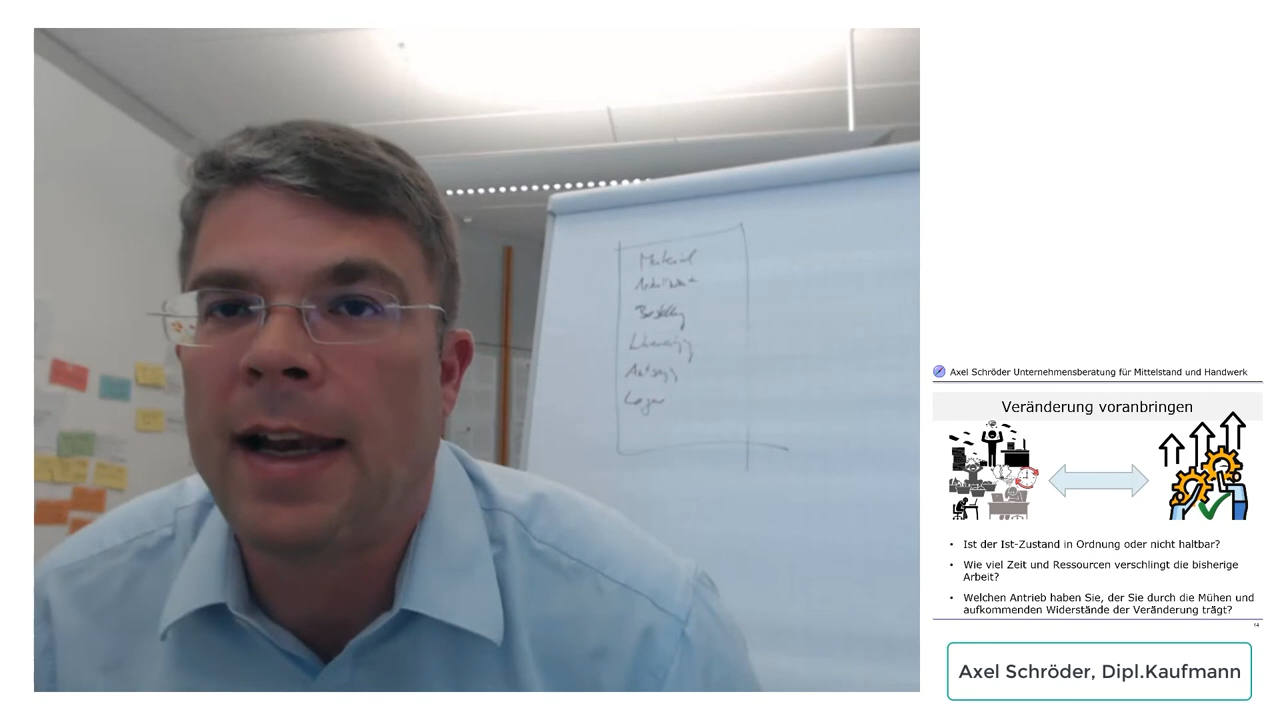 Material
Bestellg
Lager
Axel Schröder Unternehmensberatung für Mittelstand und Handwerk
Veränderung voranbringen
• Ist der Ist-Zustand in Ordnung oder nicht haltbar?
• Wie viel Zeit und Ressourcen verschlingt die bisherige
Arbeit?
• Welchen Antrieb haben Sie, der Sie durch die Mühen und
aufkommenden Widerstände der Veränderung trägt?
14
Axel Schröder, Dipl.Kaufmann